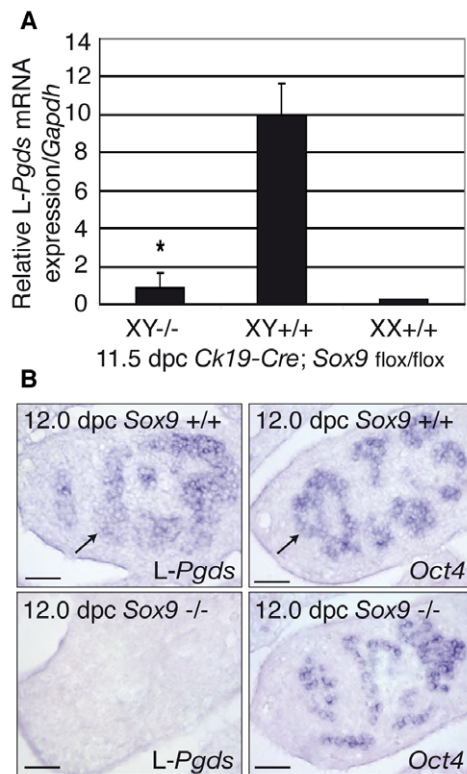 A
Relative L-Pgds mRNA
expression/Gapdh
14
12
10
8
6
4
2
0
*
XY-/-
XY+/+
XX+/+
11.5 dpc Ck19-Cre; Sox9 flox/flox
B
12.0 dpc Sox9 +/+
L-Pgds
12.0 dpc Sox9 +/+
Oct4
12.0 dpc Sox9 -/-
L-Pgds
12.0 dpc Sox9 -/-
Oct4